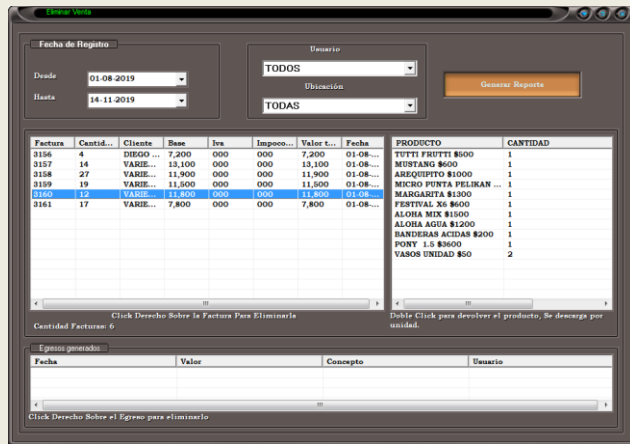 Eliminar Venta
Fecha de Registro
Desde 01-08-2019
Hasta 14-11-2019
Usuario
TODOS
Ubicación
TODAS
Generar Reporte
Factura Cantid... Cliente Base Iva Impoco... Valor t... Fecha
3156 4 DIEGO ... 7,200 000 000 7,200 01-08-...
3157 14 VARIE... 13,100 000 000 13,100 01-08-...
3158 27 VARIE... 11,900 000 000 11,900 01-08-...
3159 19 VARIE... 11,500 000 000 11,500 01-08-...
3160 12 VARIE... 11,800 000 000 11,800 01-08-...
3161 17 VARIE... 7,800 000 000 7,800 01-08-...
Click Derecho Sobre la Factura Para Eliminarla
Cantidad Facturas: 6
PRODUCTO CANTIDAD
TUTTI FRUTTI $500 1
MUSTANG $600 1
AREQUIPITO $1000 1
MICRO PUNTA PELIKAN ... 1
MARGARITA $1300 1
FESTIVAL X6 $600 1
ALOHA MIX $1500 1
ALOHA AGUA $1200 1
BANDERAS ACIDAS $200 1
PONY 1.5 $3600 1
VASOS UNIDAD $50 2
Doble Click para devolver el producto, Se descarga por
unidad.
Egresos generados
Fecha Valor Concepto Usuario
Click Derecho Sobre el Egreso para eliminarlo